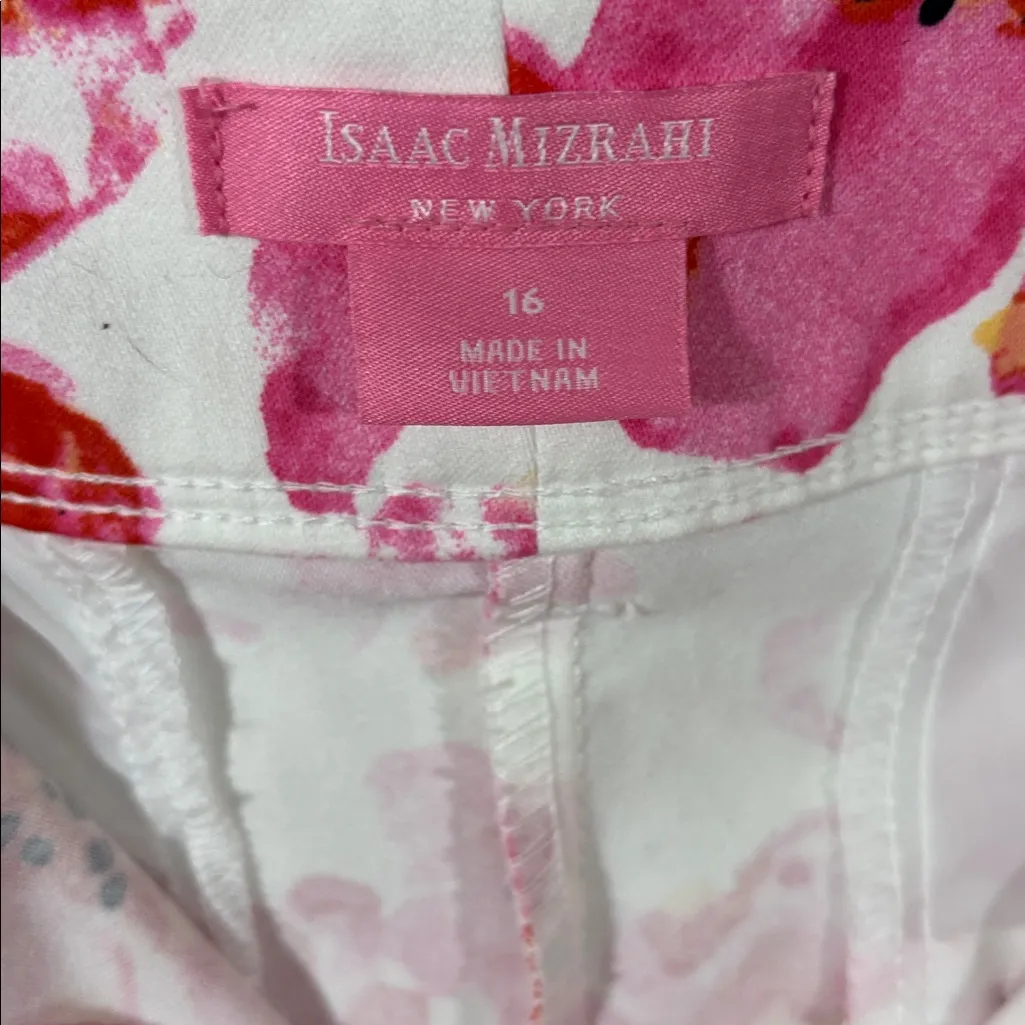 ISAAC MIZRAHI
NEW YORK
16
MADE IN
VIETNAM